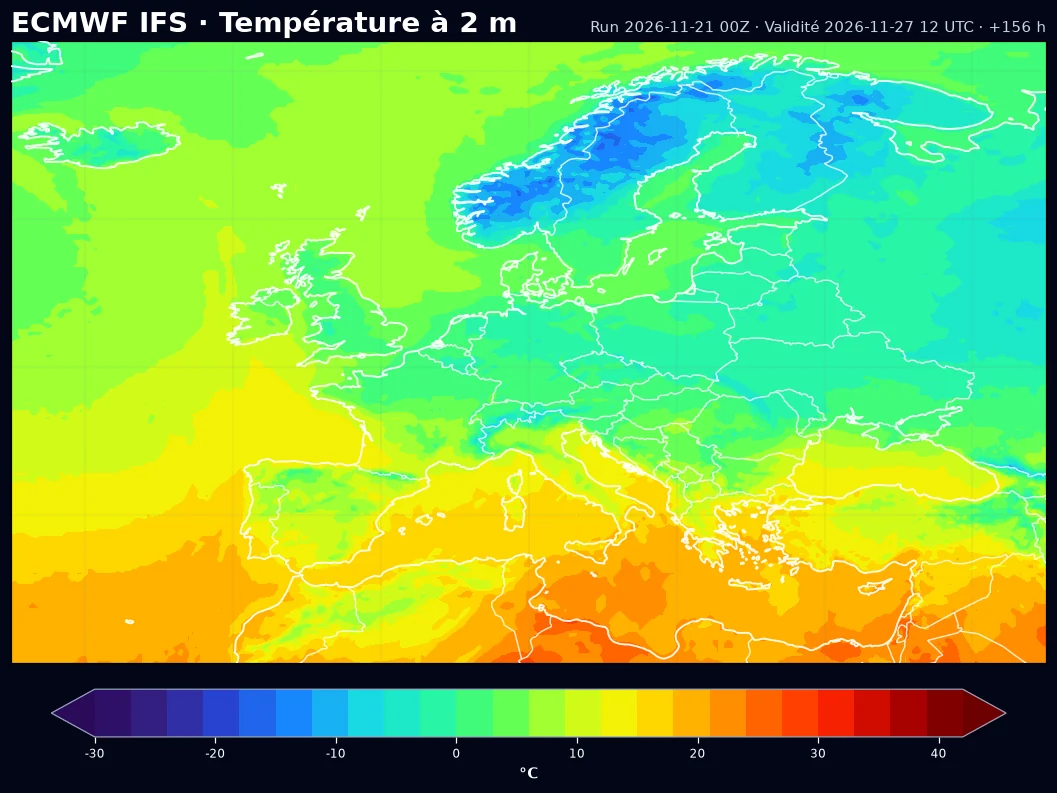 ECMWF IFS · Température à 2 m
Run 2026-11-21 00Z · Validité 2026-11-27 12 UTC · +156 h
-30 -20 -10 0 10 20 30 40
°C